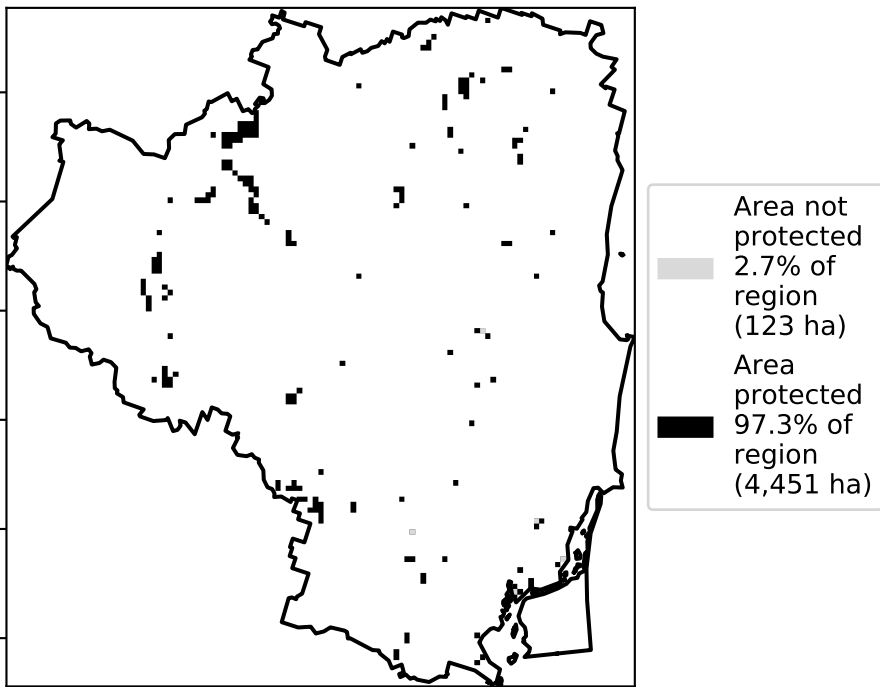 Area not
protected
2.7% of
region
(123 ha)
Area
protected
97.3% of
region
(4,451 ha)